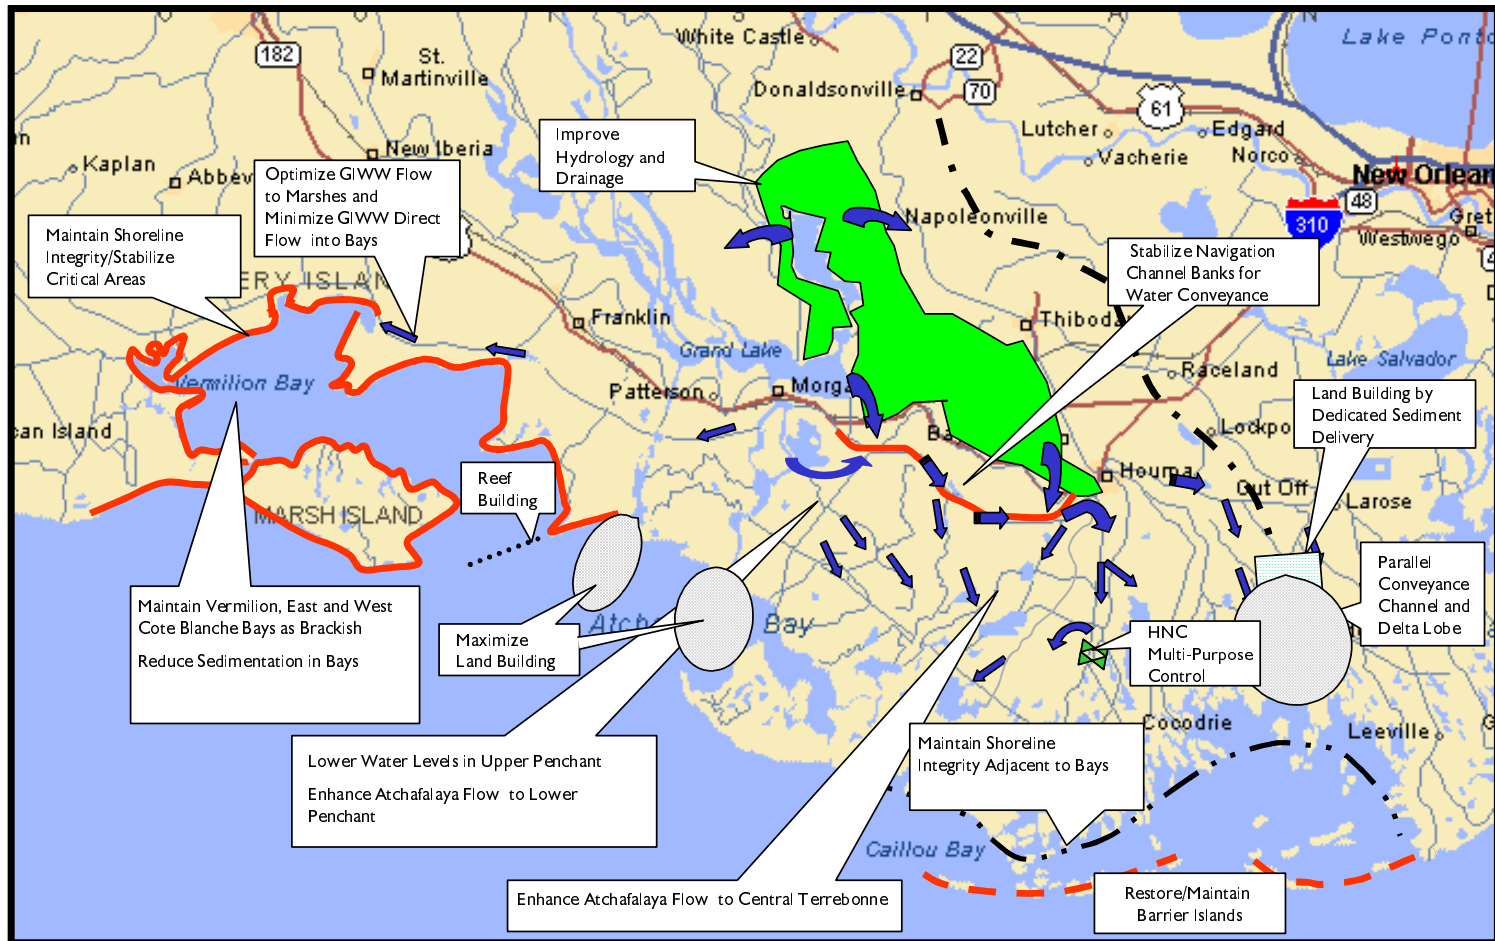 White Castle
Lake Pont
182
St.
Martinville
22
Donaldsonville
70
61
Lutcher
Edgard
Vacherie
Norco
New Orlean
Kaplan
Abbev
New Iberia
48
310
Gret
Westwego
Napoleonville
Improve
Hydrology and
Drainage
Optimize GIWW Flow
to Marshes and
Minimize GIWW Direct
Flow into Bays
Maintain Shoreline
Integrity/Stabilize
Critical Areas
ERY ISLAN
Stabilize Navigation
Channel Banks for
Water Conveyance
Franklin
Thiboda
Grand Lake
Lake Salvador
Vermilion Bay
Patterson
Morga
Raceland
Land Building by
Dedicated Sediment
Delivery
can Island
Ba
Lockpo
Houma
Reef
Building
Cut Off
Larose
MARSH ISLAND
Parallel
Conveyance
Channel and
Delta Lobe
Maintain Vermilion, East and West
Cote Blanche Bays as Brackish
Reduce Sedimentation in Bays
Maximize
Land Building
Atch
Bay
HNC
Multi-Purpose
Control
Cocodrie
Leeville
Lower Water Levels in Upper Penchant
Enhance Atchafalaya Flow to Lower
Penchant
Maintain Shoreline
Integrity Adjacent to Bays
Caillou Bay
Enhance Atchafalaya Flow to Central Terrebonne
Restore/Maintain
Barrier Islands